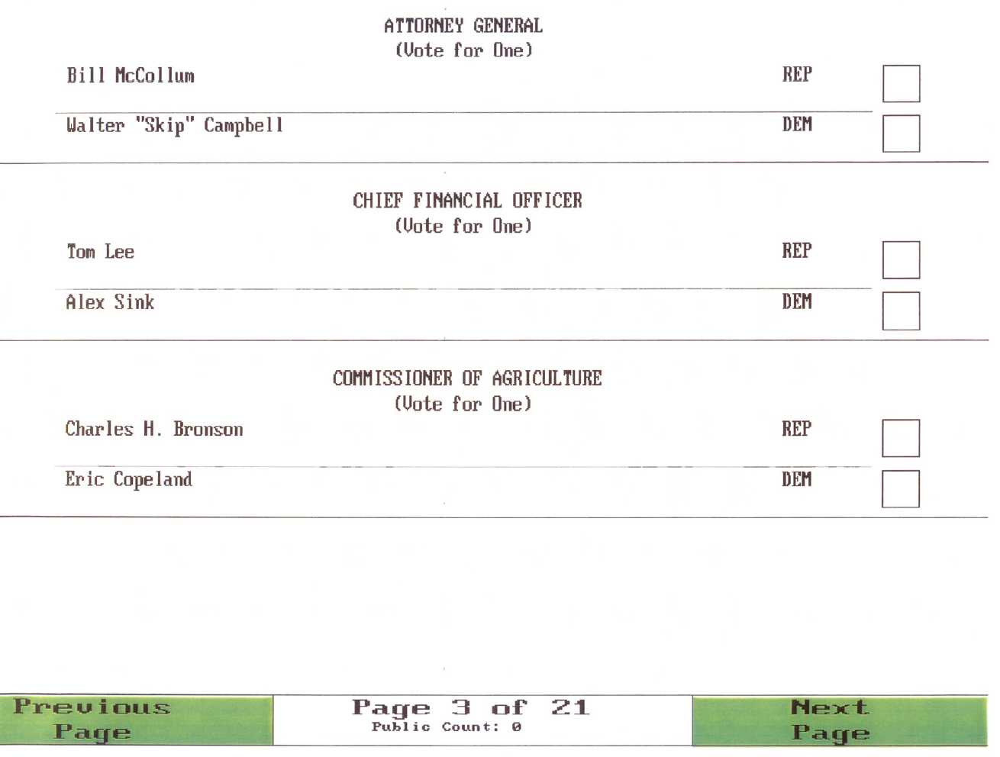 ATTORNEY GENERAL
(Vote for One)
Bill McCollum REP
Walter "Skip" Campbell DEM
CHIEF FINANCIAL OFFICER
(Vote for One)
Tom Lee REP
Alex Sink DEM
COMMISSIONER OF AGRICULTURE
(Vote for One)
Charles H. Bronson REP
Eric Copeland DEM
Previous Page
Page 3 of 21
Public Count: 0
Next Page